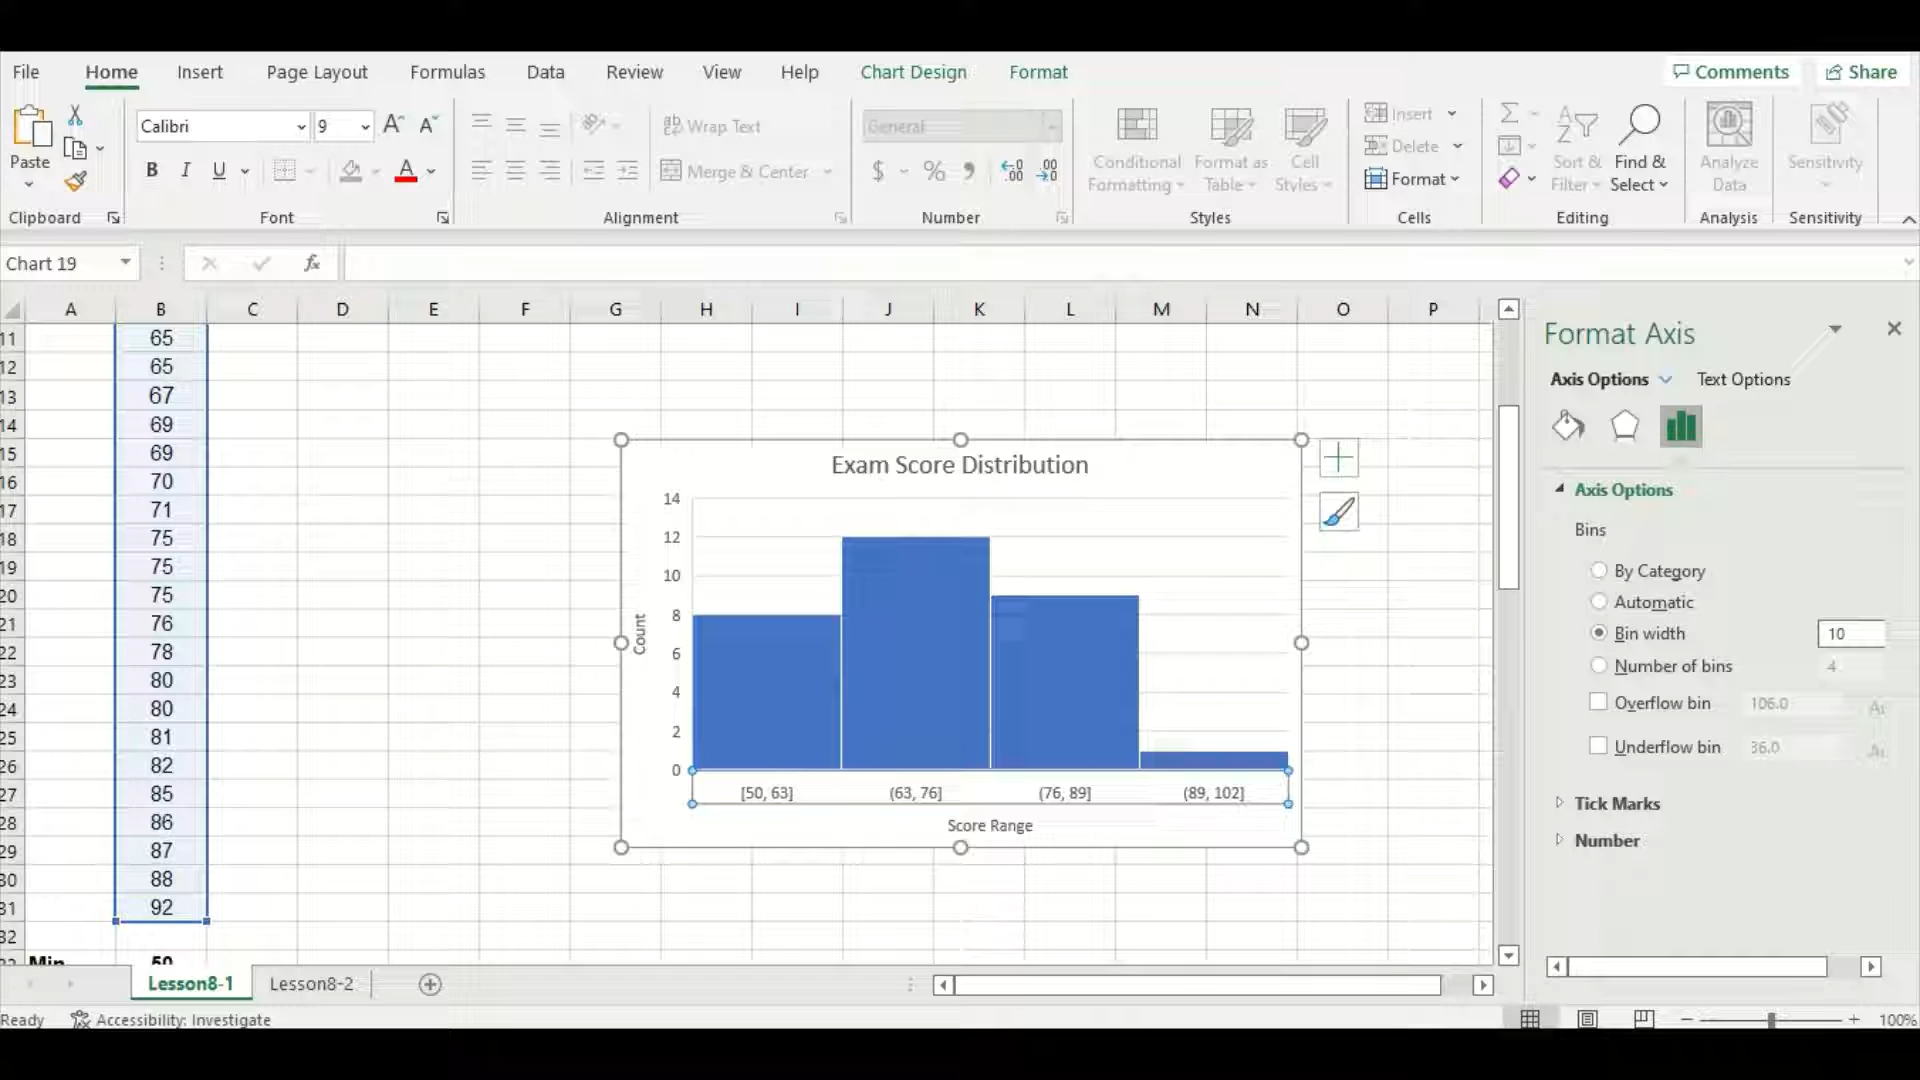 File Home Insert Page Layout Formulas Data Review View Help Chart Design Format Comments Share
Calibri 9 A A Wrap Text General Insert
Paste B I U A Merge & Center $ % Conditional Formatting Format as Table Cell Styles Delete Format Sort & Filter Find & Select Analyze Data Sensitivity
Clipboard Font Alignment Number Styles Cells Editing Analysis Sensitivity
Chart 19 fx
A B C D E F G H I J K L M N O P
11 65
12 65
13 67
14 69
15 69
16 70
17 71
18 75
19 75
20 75
21 76
22 78
23 80
24 80
25 81
26 82
27 85
28 86
29 87
30 88
31 92
32
Min 50
Exam Score Distribution
14
12
10
8
6
4
2
0
Count
[50, 63] (63, 76] (76, 89] (89, 102]
Score Range
Format Axis
Axis Options Text Options
Axis Options
Bins
By Category
Automatic
Bin width 10
Number of bins 4
Overflow bin 106.0
Underflow bin 36.0
Tick Marks
Number
Lesson8-1 Lesson8-2
Ready Accessibility: Investigate 100%